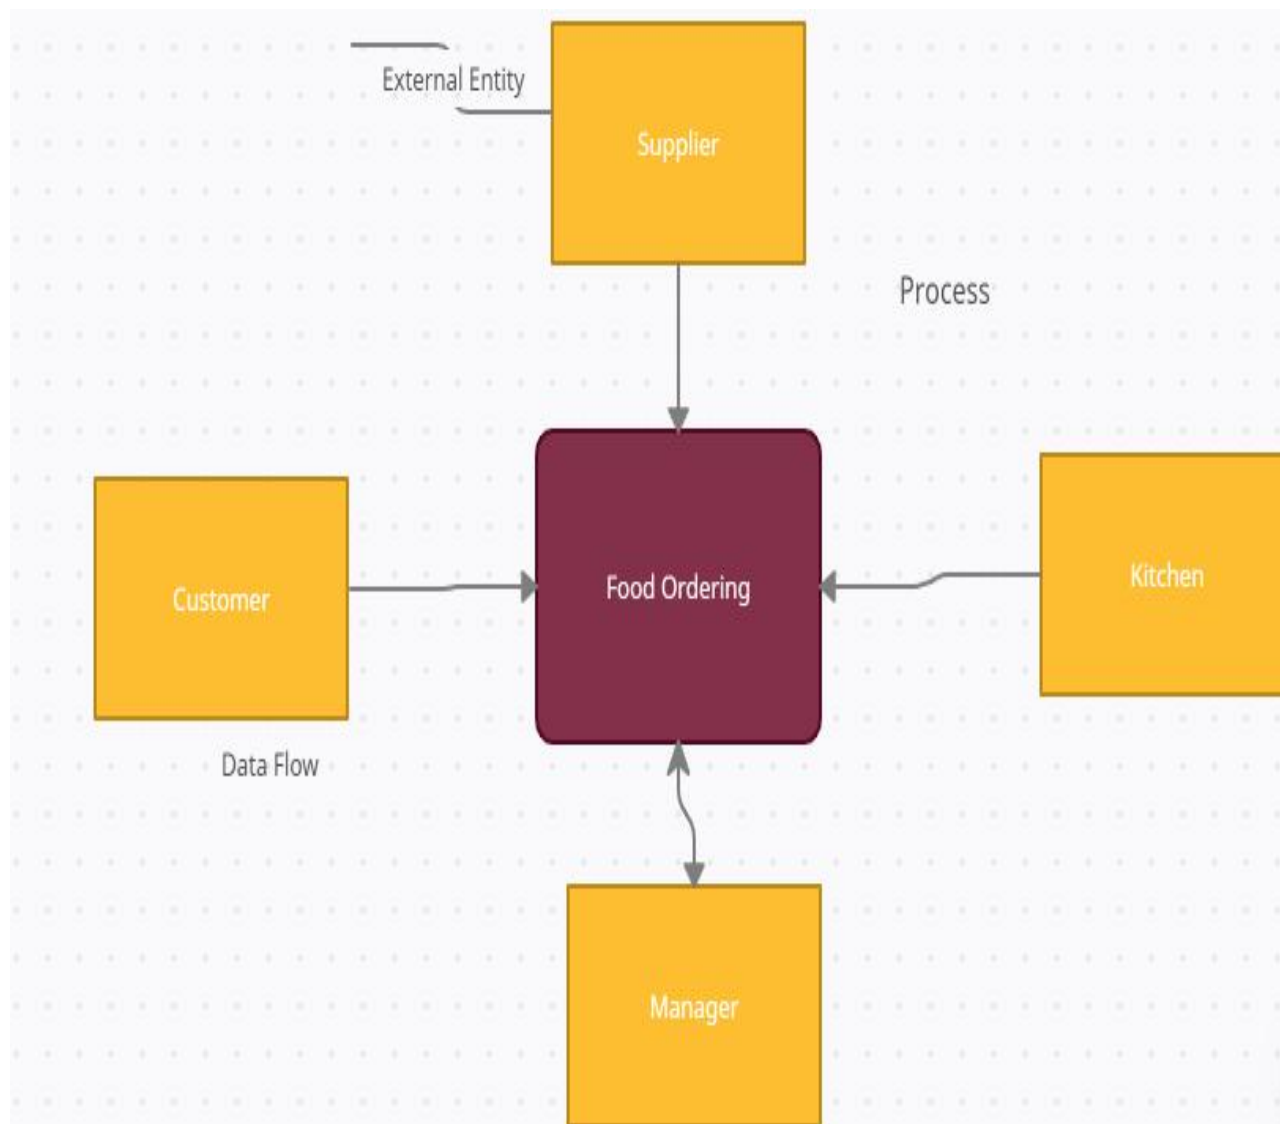 External Entity
Supplier
Process
Customer
Food Ordering
Kitchen
Data Flow
Manager